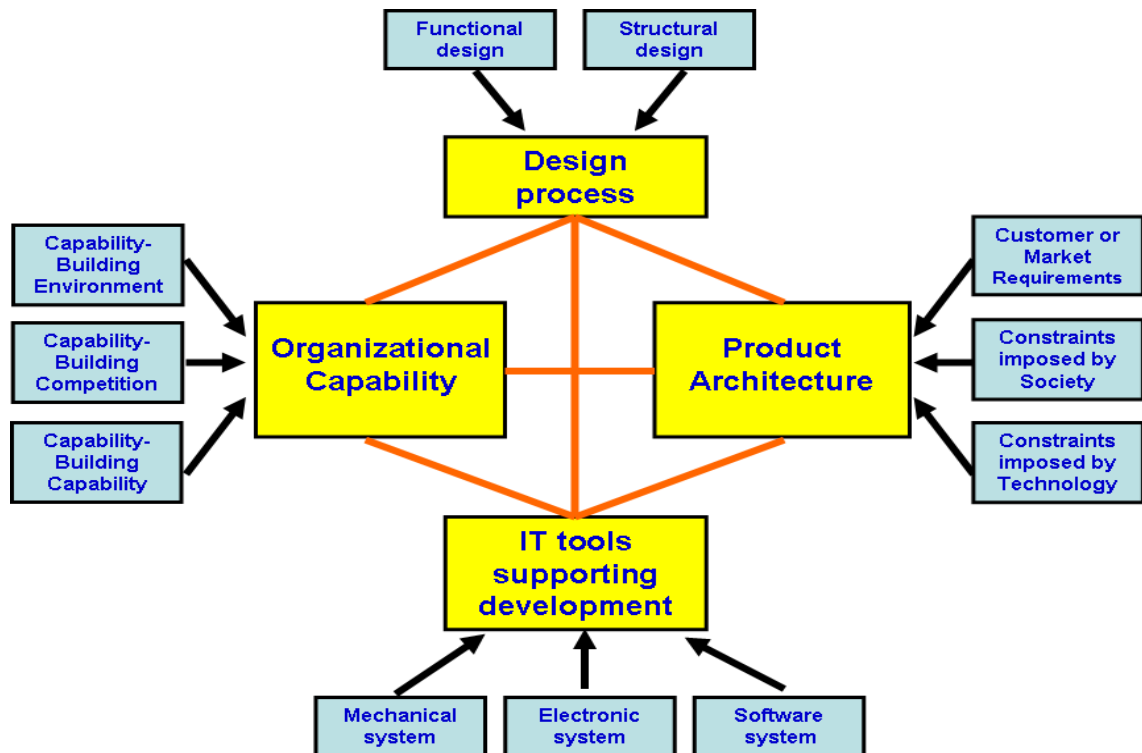 Functional
design
Structural
design
Design
process
Capability-
Building
Environment
Capability-
Building
Competition
Capability-
Building
Capability
Organizational
Capability
Product
Architecture
Customer or
Market
Requirements
Constraints
imposed by
Society
Constraints
imposed by
Technology
IT tools
supporting
development
Mechanical
system
Electronic
system
Software
system